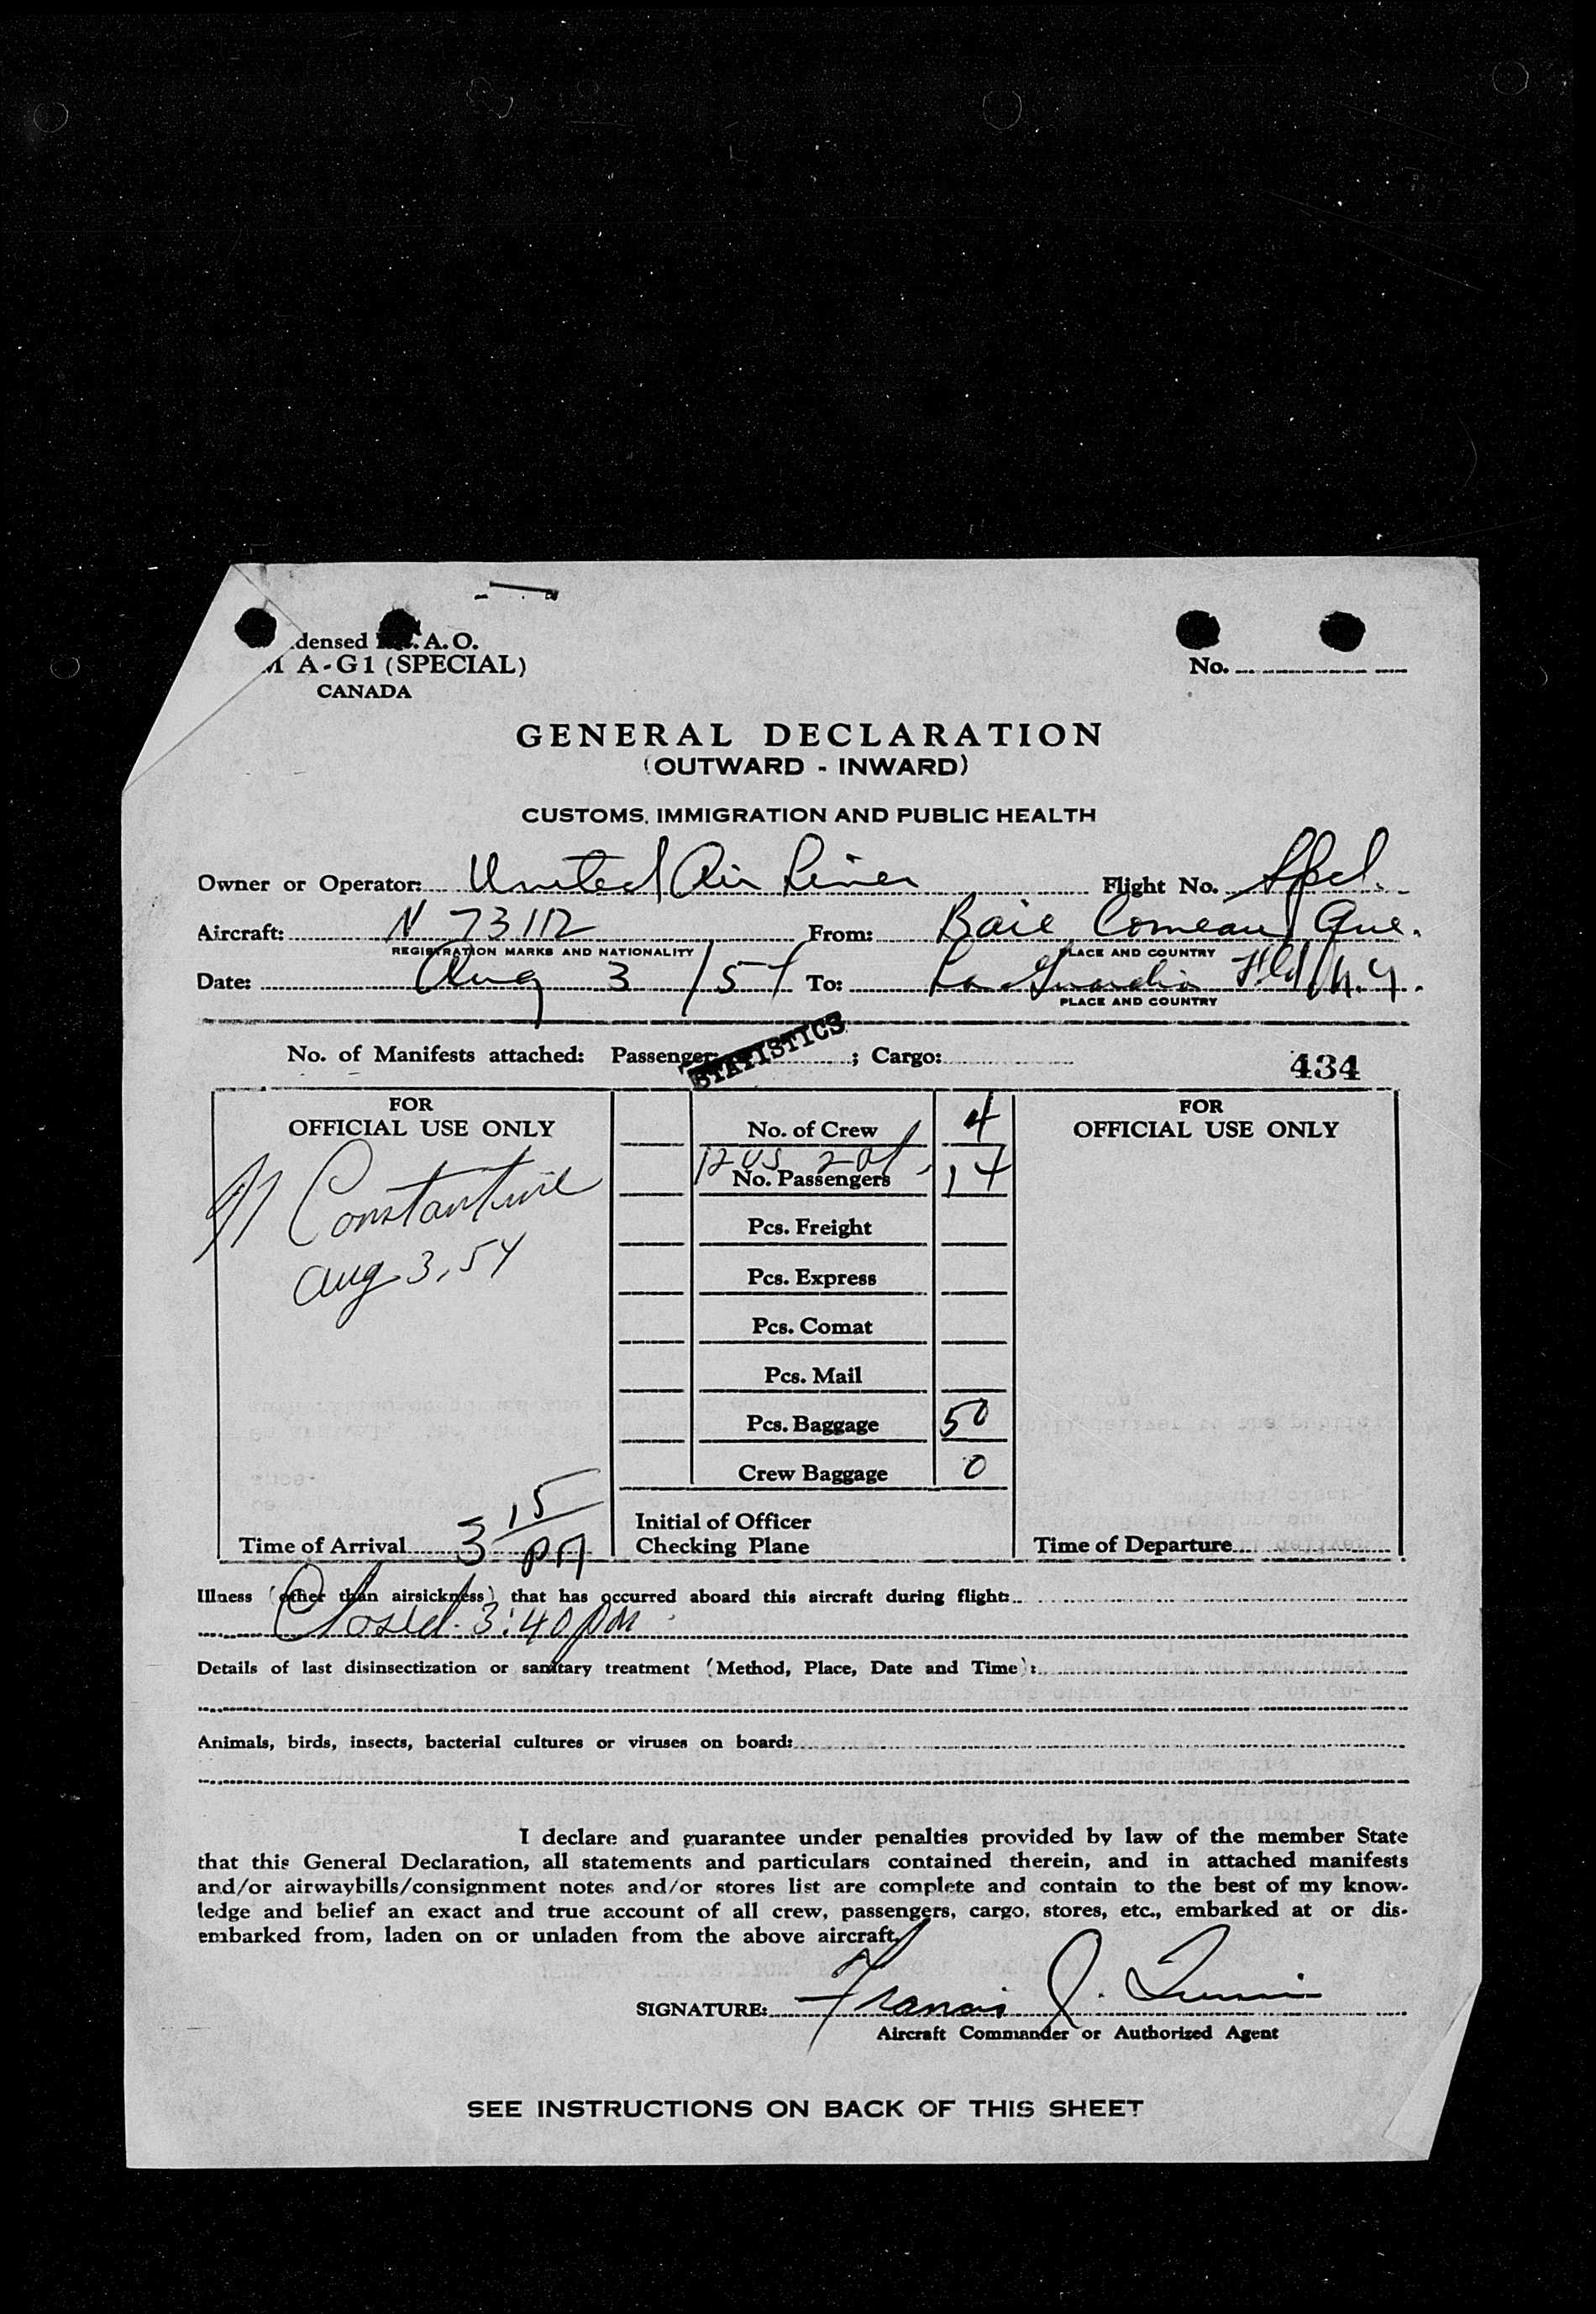 densed A.O.
A-G1 (SPECIAL)
CANADA
No.
GENERAL DECLARATION
(OUTWARD - INWARD)
CUSTOMS, IMMIGRATION AND PUBLIC HEALTH
Owner or Operator: United Air Lines Flight No. Spcl.
Aircraft: N 73112 From: Baie Comeau Que.
REGISTRATION MARKS AND NATIONALITY PLACE AND COUNTRY
Date: Aug 3/54 To: La Guardia Fld N.Y.
PLACE AND COUNTRY
No. of Manifests attached: Passenger: STATISTICS ; Cargo: 434
FOR
OFFICIAL USE ONLY
Constantine
Aug 3, 54
Time of Arrival 3 15 PM
No. of Crew 4
12 US
No. Passengers 14
Pcs. Freight
Pcs. Express
Pcs. Comat
Pcs. Mail
Pcs. Baggage 50
Crew Baggage 0
Initial of Officer
Checking Plane
FOR
OFFICIAL USE ONLY
Time of Departure
Illness (other than airsickness) that has occurred aboard this aircraft during flight:
Closed. 3:40 pm
Details of last disinsectization or sanitary treatment (Method, Place, Date and Time):
Animals, birds, insects, bacterial cultures or viruses on board:
I declare and guarantee under penalties provided by law of the member State
that this General Declaration, all statements and particulars contained therein, and in attached manifests
and/or airwaybills/consignment notes and/or stores list are complete and contain to the best of my know-
ledge and belief an exact and true account of all crew, passengers, cargo, stores, etc., embarked at or dis-
embarked from, laden on or unladen from the above aircraft.
SIGNATURE: Francis J.
Aircraft Commander or Authorized Agent
SEE INSTRUCTIONS ON BACK OF THIS SHEET